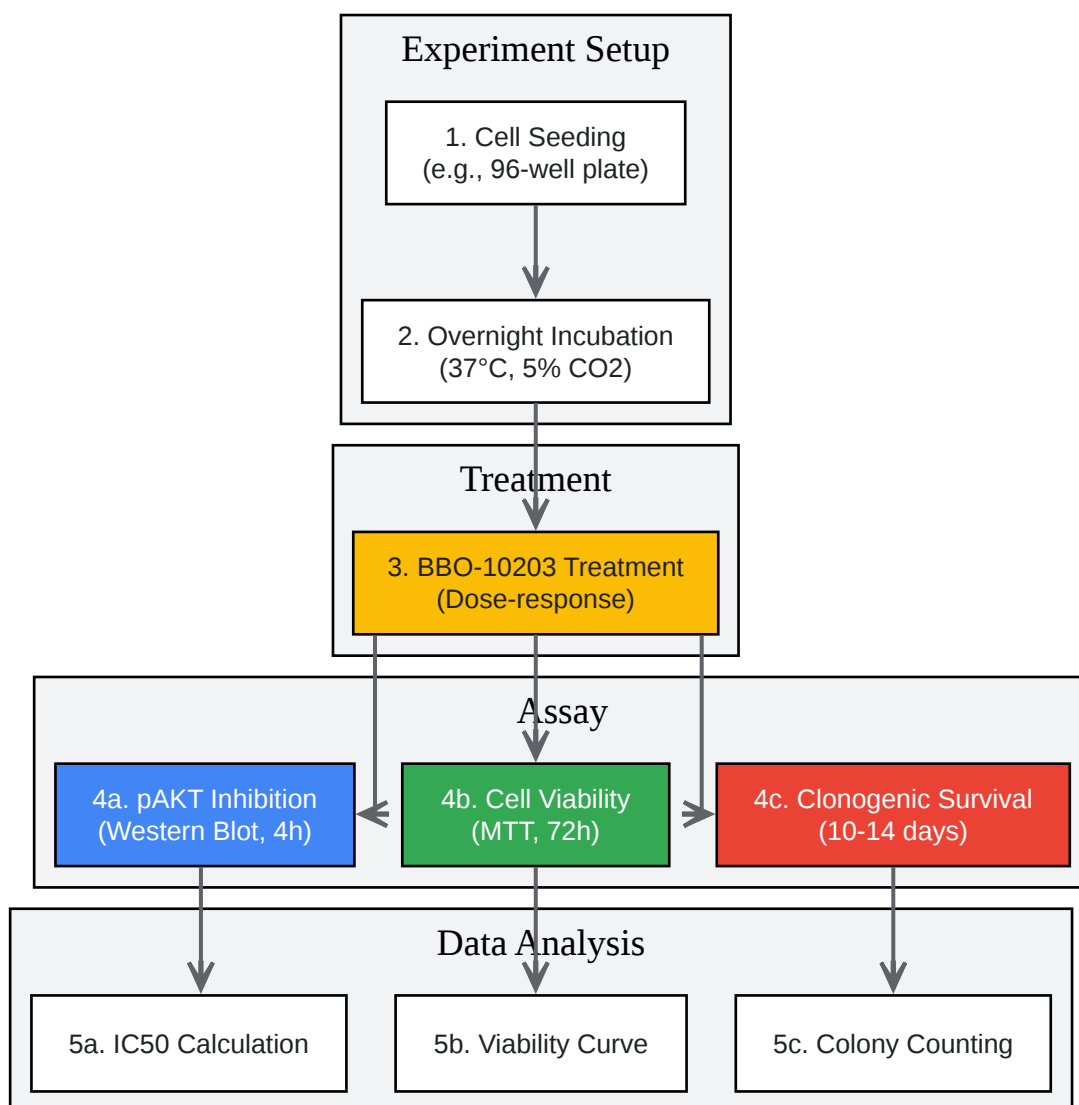 Experiment Setup
1. Cell Seeding
(e.g., 96-well plate)
2. Overnight Incubation
(37°C, 5% CO2)
Treatment
3. BBO-10203 Treatment
(Dose-response)
Assay
4a. pAKT Inhibition
(Western Blot, 4h)
4b. Cell Viability
(MTT, 72h)
4c. Clonogenic Survival
(10-14 days)
Data Analysis
5a. IC50 Calculation
5b. Viability Curve
5c. Colony Counting